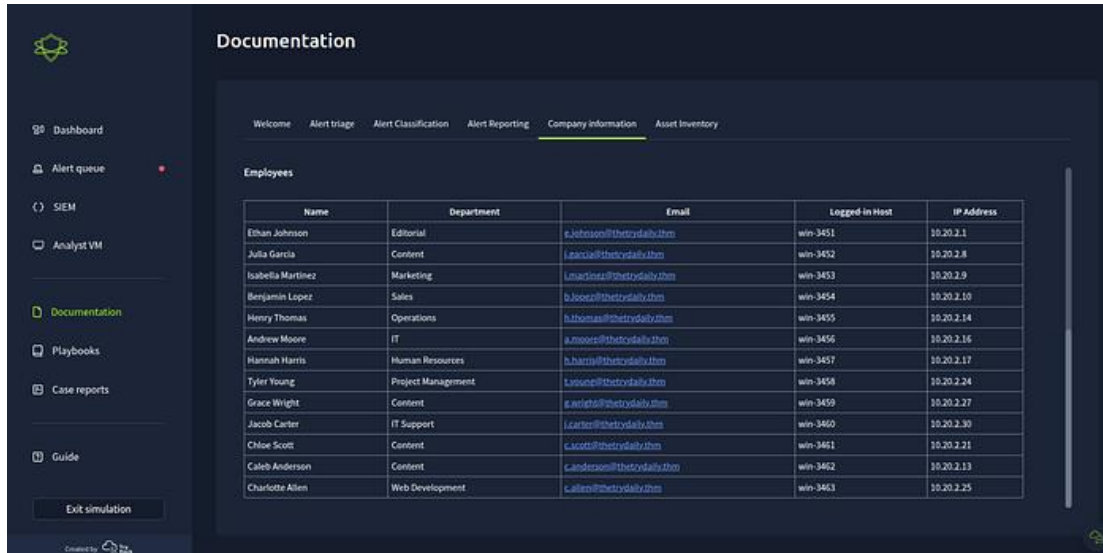 Documentation
Dashboard
Alert queue
SIEM
Analyst VM
Documentation
Playbooks
Case reports
Guide
Exit simulation
Created by
Welcome Alert triage Alert Classification Alert Reporting Company information Asset Inventory
Employees
Name Department Email Logged-in Host IP Address
Ethan Johnson Editorial e.johnson@thetrydaily.thm win-3451 10.20.2.1
Julia Garcia Content j.garcia@thetrydaily.thm win-3452 10.20.2.8
Isabella Martinez Marketing i.martinez@thetrydaily.thm win-3453 10.20.2.9
Benjamin Lopez Sales b.lopez@thetrydaily.thm win-3454 10.20.2.10
Henry Thomas Operations h.thomas@thetrydaily.thm win-3455 10.20.2.14
Andrew Moore IT a.moore@thetrydaily.thm win-3456 10.20.2.16
Hannah Harris Human Resources h.harris@thetrydaily.thm win-3457 10.20.2.17
Tyler Young Project Management t.young@thetrydaily.thm win-3458 10.20.2.24
Grace Wright Content g.wright@thetrydaily.thm win-3459 10.20.2.27
Jacob Carter IT Support j.carter@thetrydaily.thm win-3460 10.20.2.30
Chloe Scott Content c.scott@thetrydaily.thm win-3461 10.20.2.21
Caleb Anderson Content c.anderson@thetrydaily.thm win-3462 10.20.2.13
Charlotte Allen Web Development c.allen@thetrydaily.thm win-3463 10.20.2.25